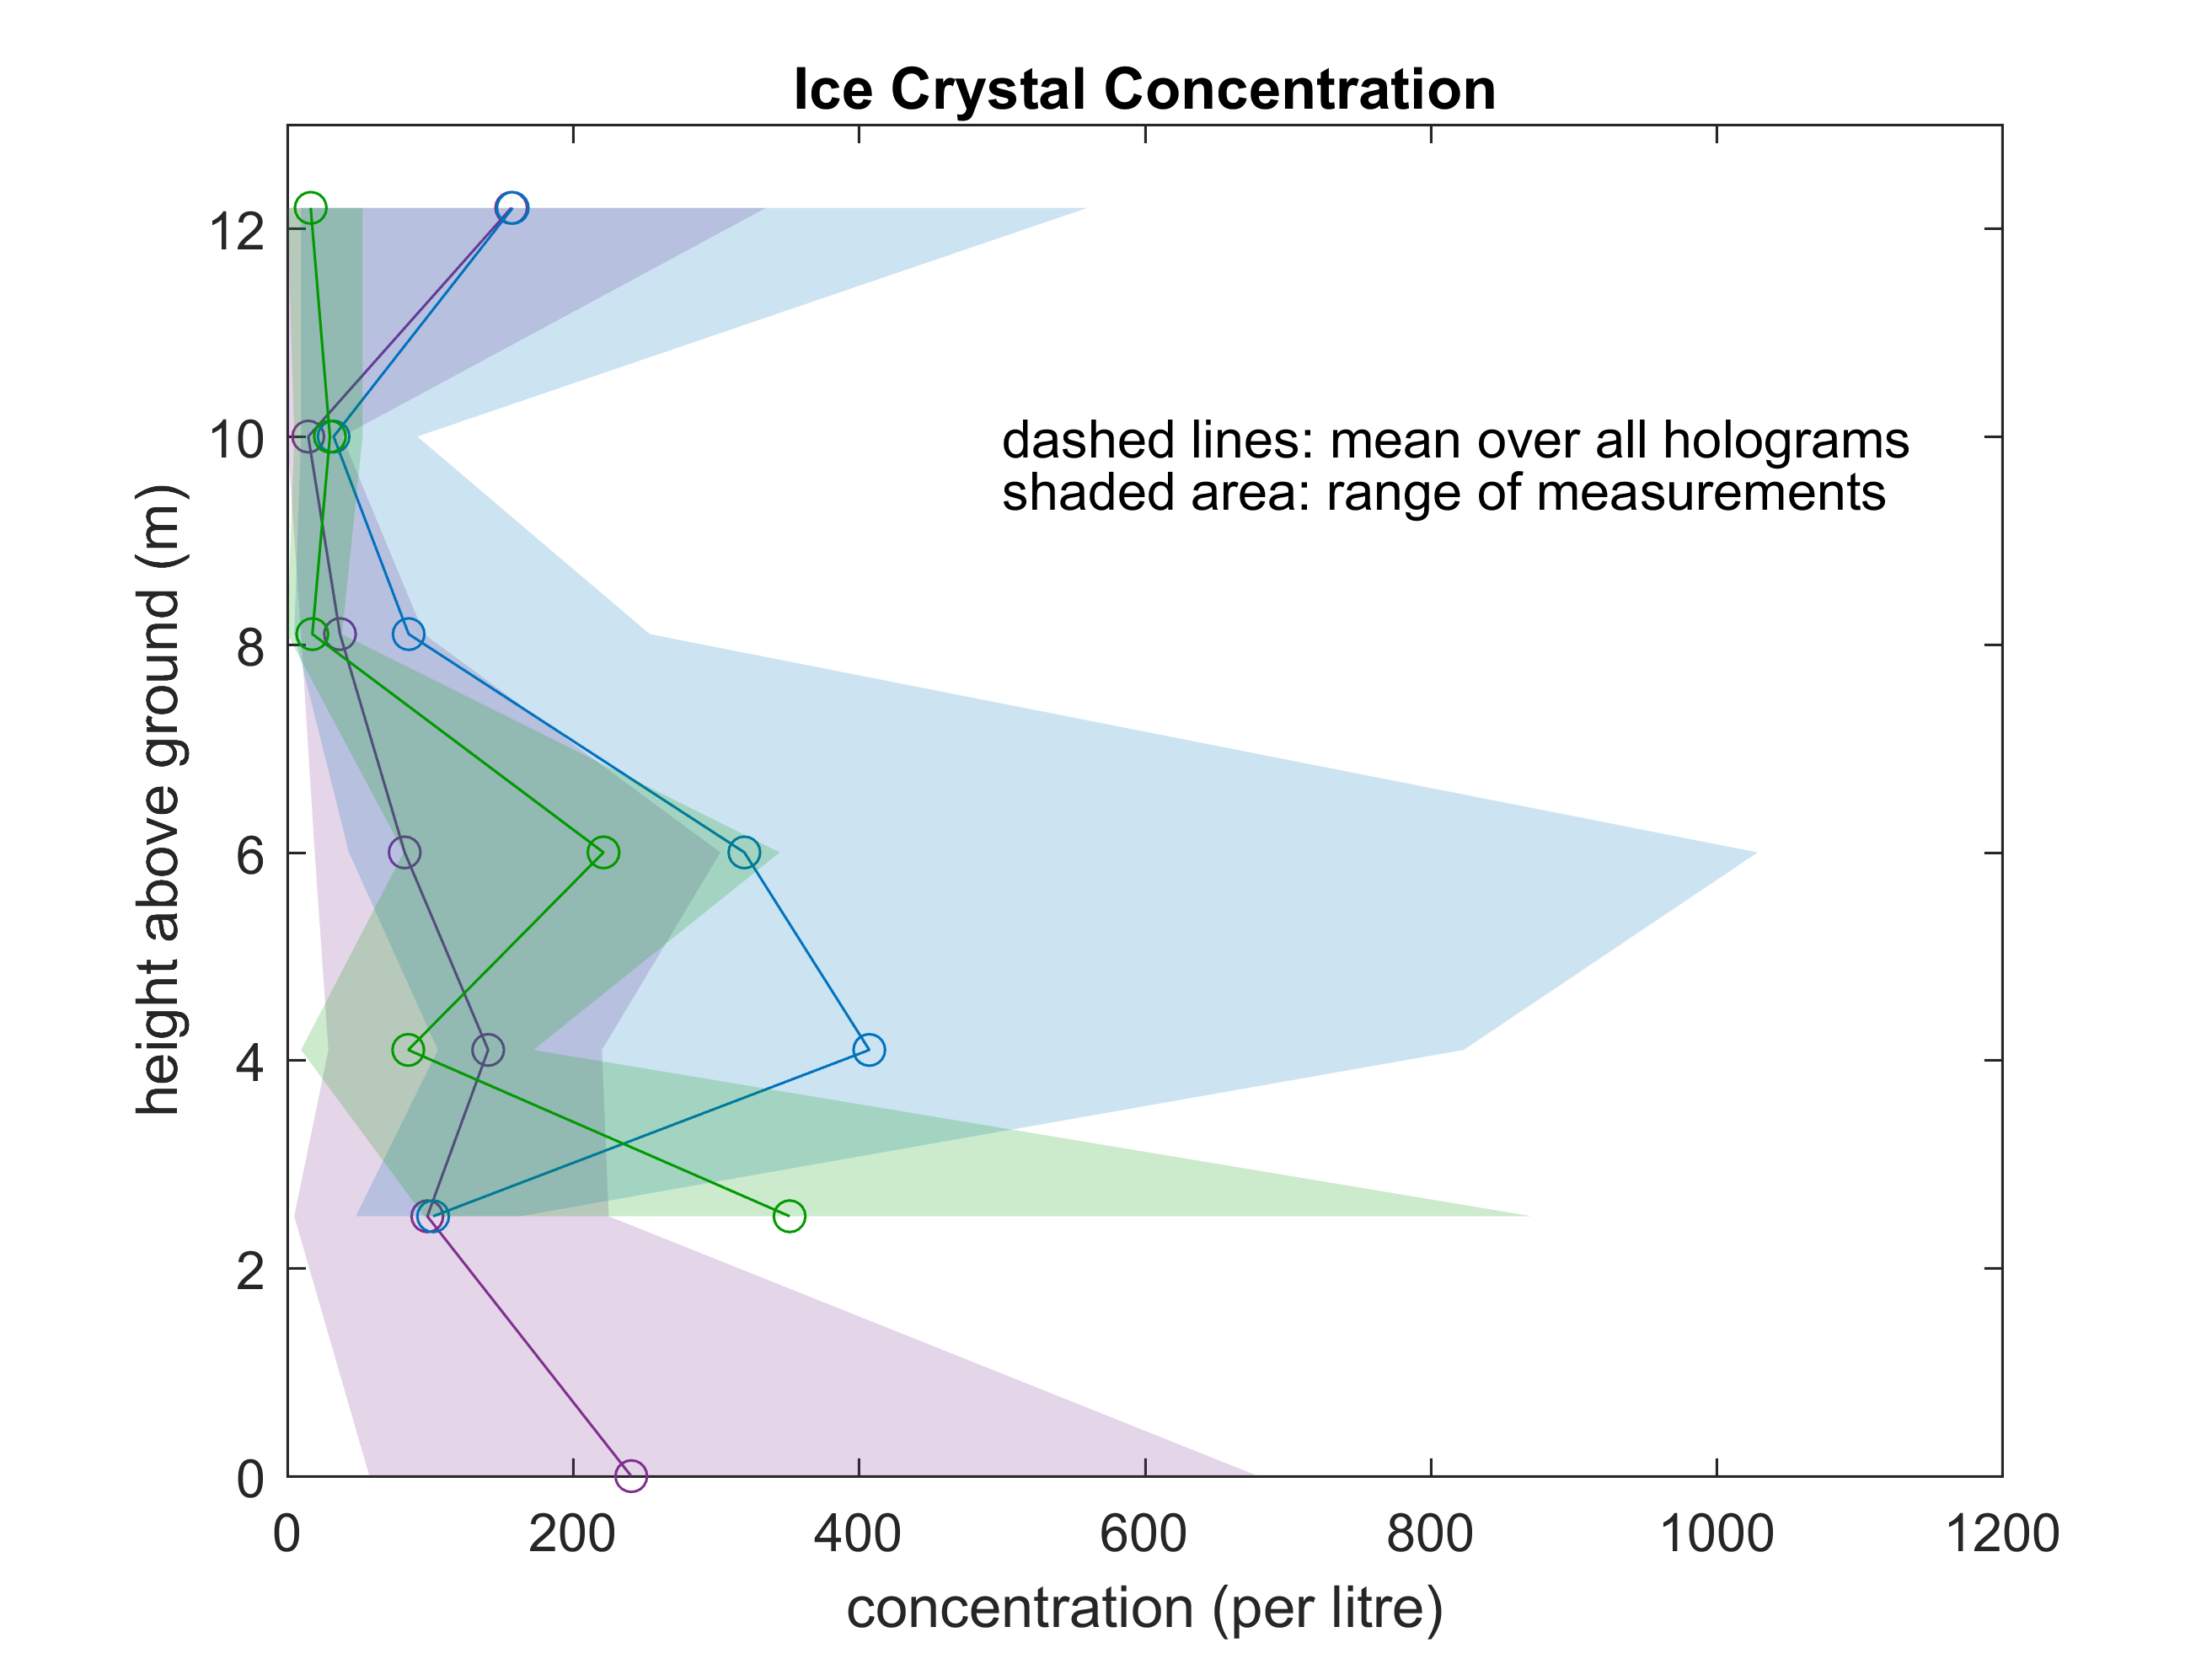 Ice Crystal Concentration
12
10
8
6
4
2
0
height above ground (m)
dashed lines: mean over all holograms
shaded area: range of measurements
0 200 400 600 800 1000 1200
concentration (per litre)